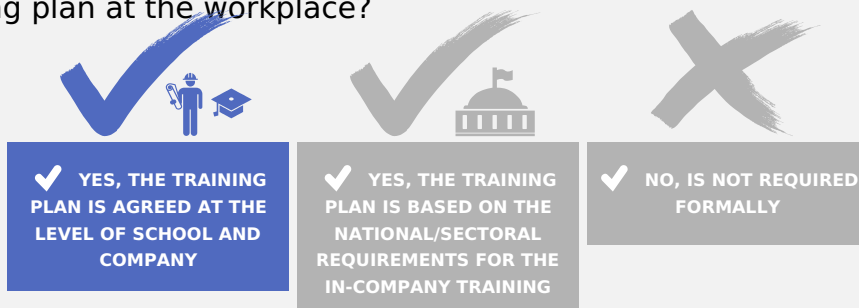 plan at the workplace?
YES, THE TRAINING
PLAN IS AGREED AT THE
LEVEL OF SCHOOL AND
COMPANY
YES, THE TRAINING
PLAN IS BASED ON THE
NATIONAL/SECTORAL
REQUIREMENTS FOR THE
IN-COMPANY TRAINING
NO, IS NOT REQUIRED
FORMALLY